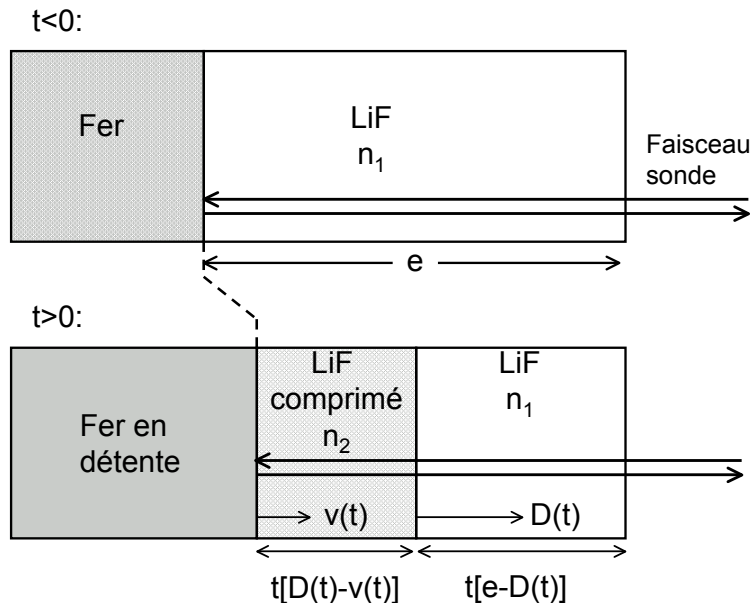 t<0:
Fer
LiF
n₁
Faisceau
sonde
e
t>0:
Fer en
détente
LiF
comprimé
n₂
LiF
n₁
v(t)
D(t)
t[D(t)-v(t)]
t[e-D(t)]